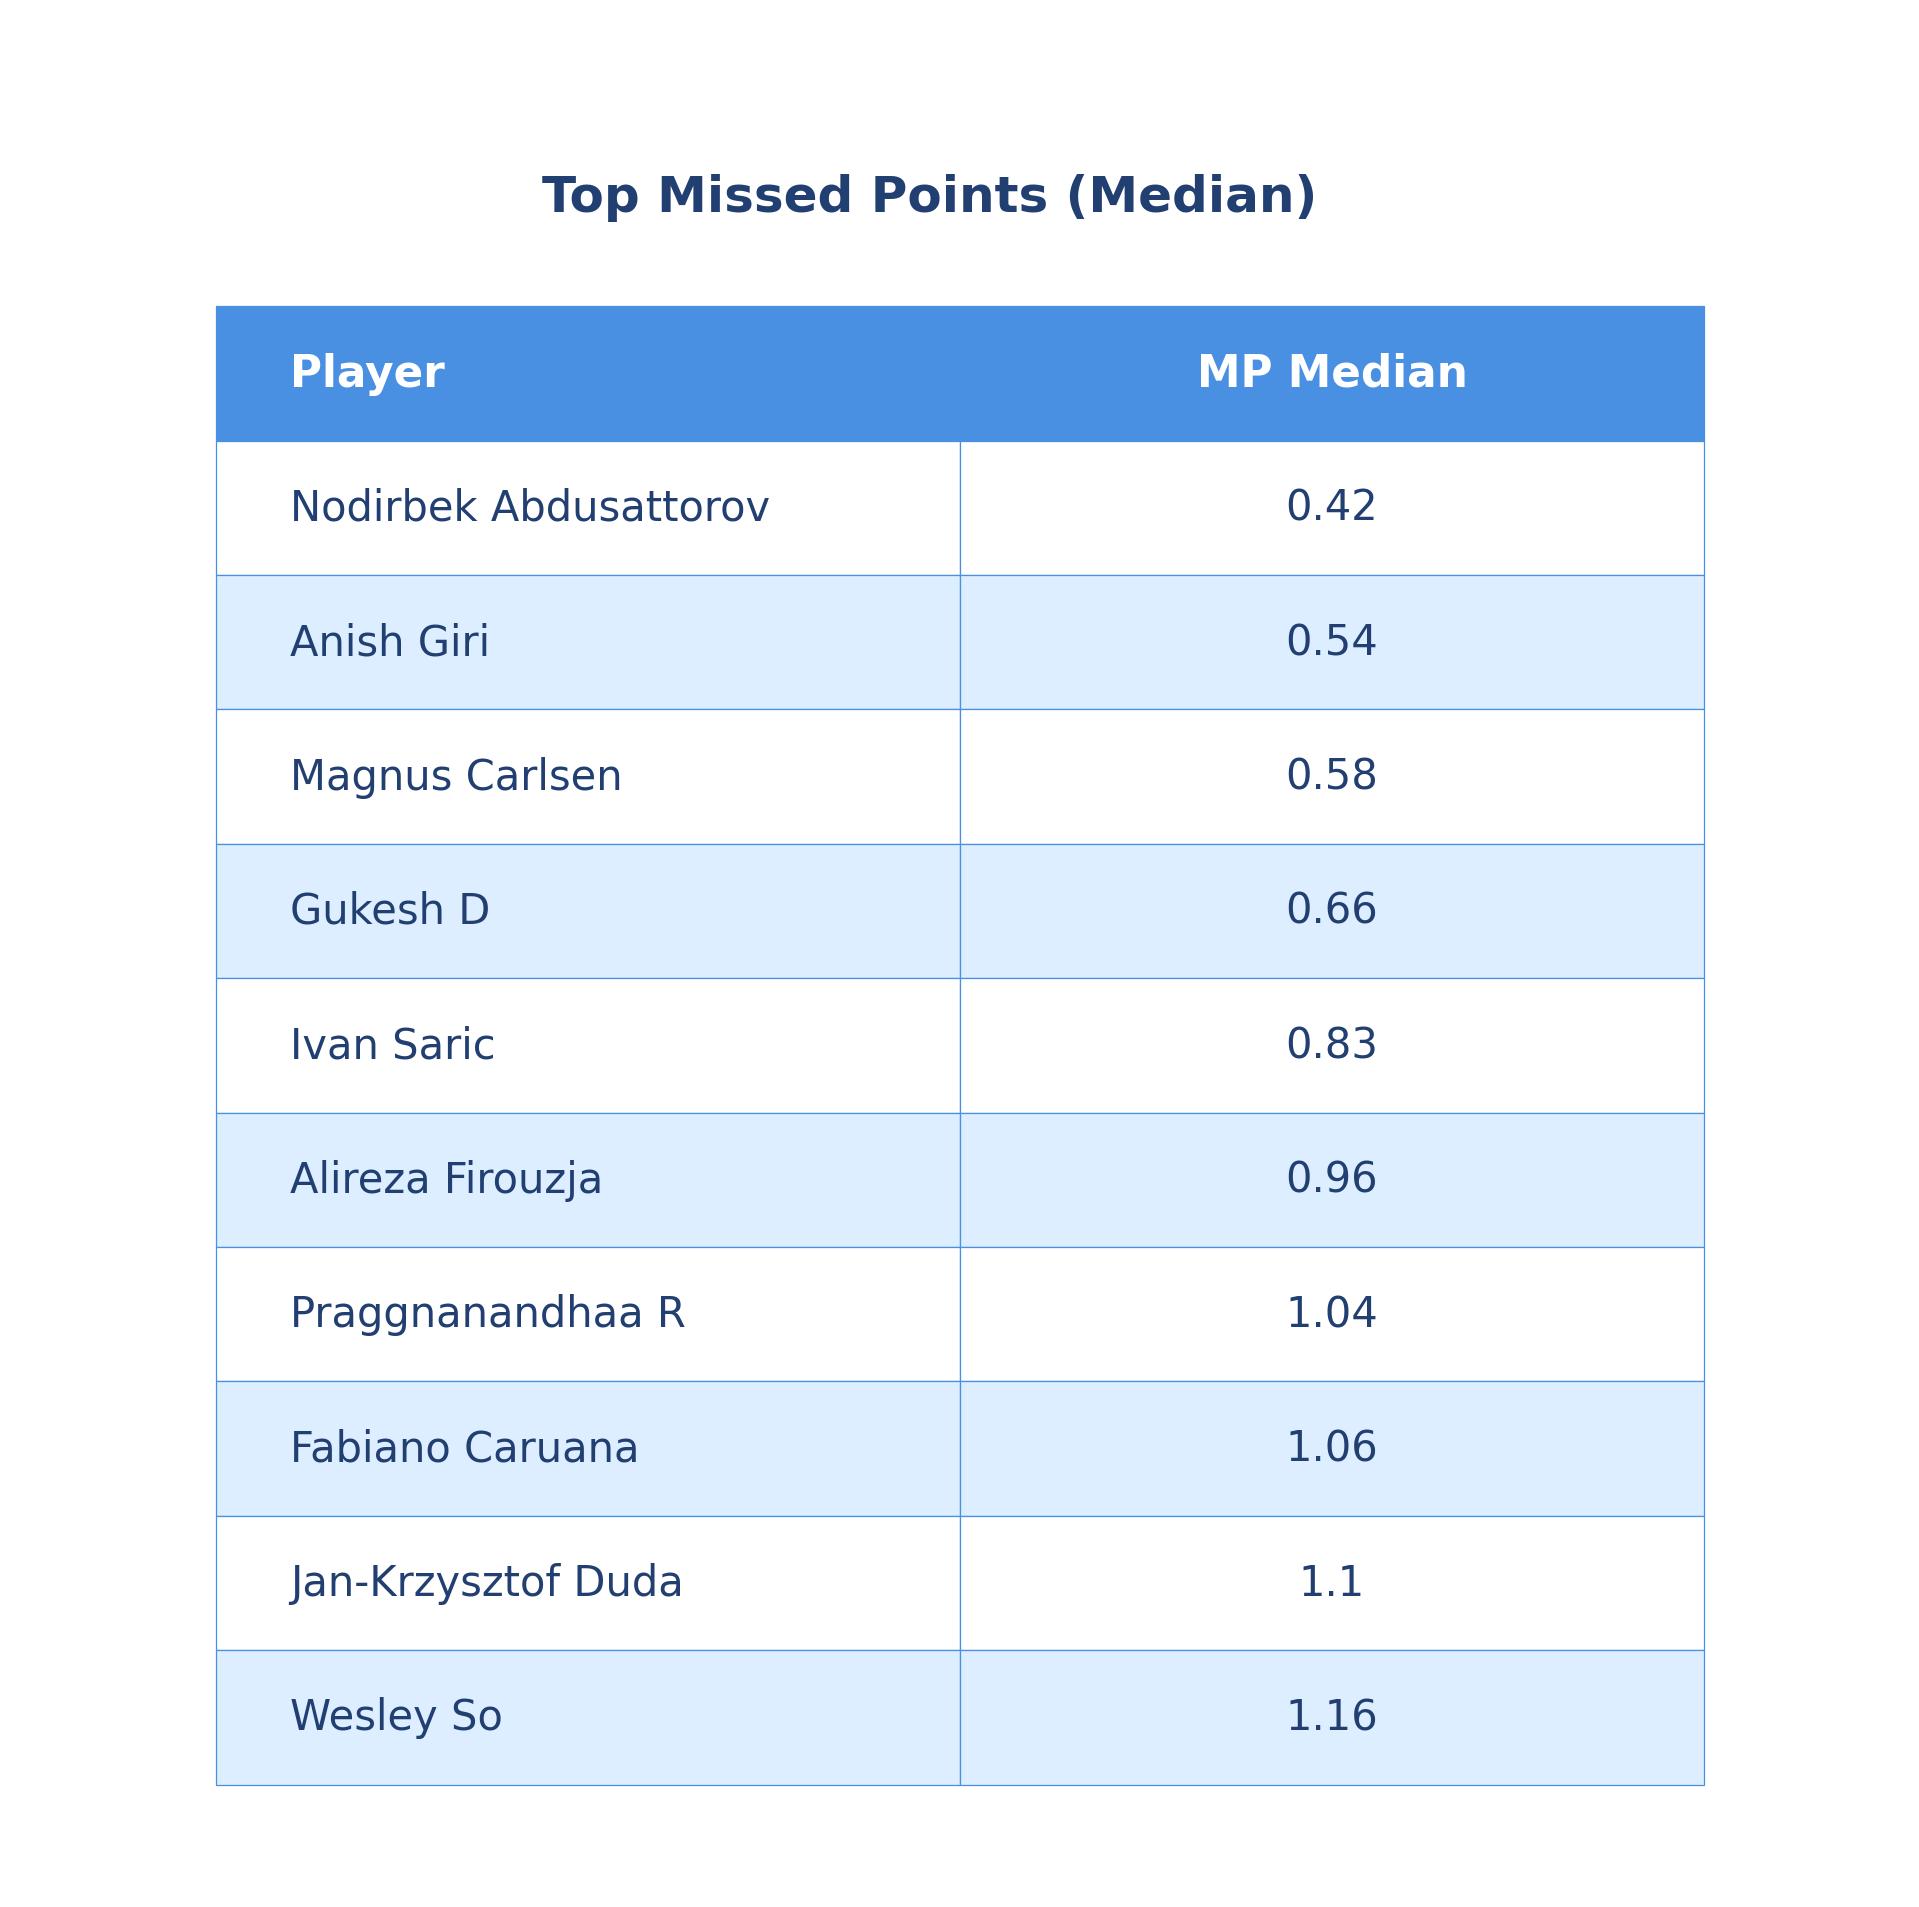 Top Missed Points (Median)
Player MP Median
Nodirbek Abdusattorov 0.42
Anish Giri 0.54
Magnus Carlsen 0.58
Gukesh D 0.66
Ivan Saric 0.83
Alireza Firouzja 0.96
Praggnanandhaa R 1.04
Fabiano Caruana 1.06
Jan-Krzysztof Duda 1.1
Wesley So 1.16